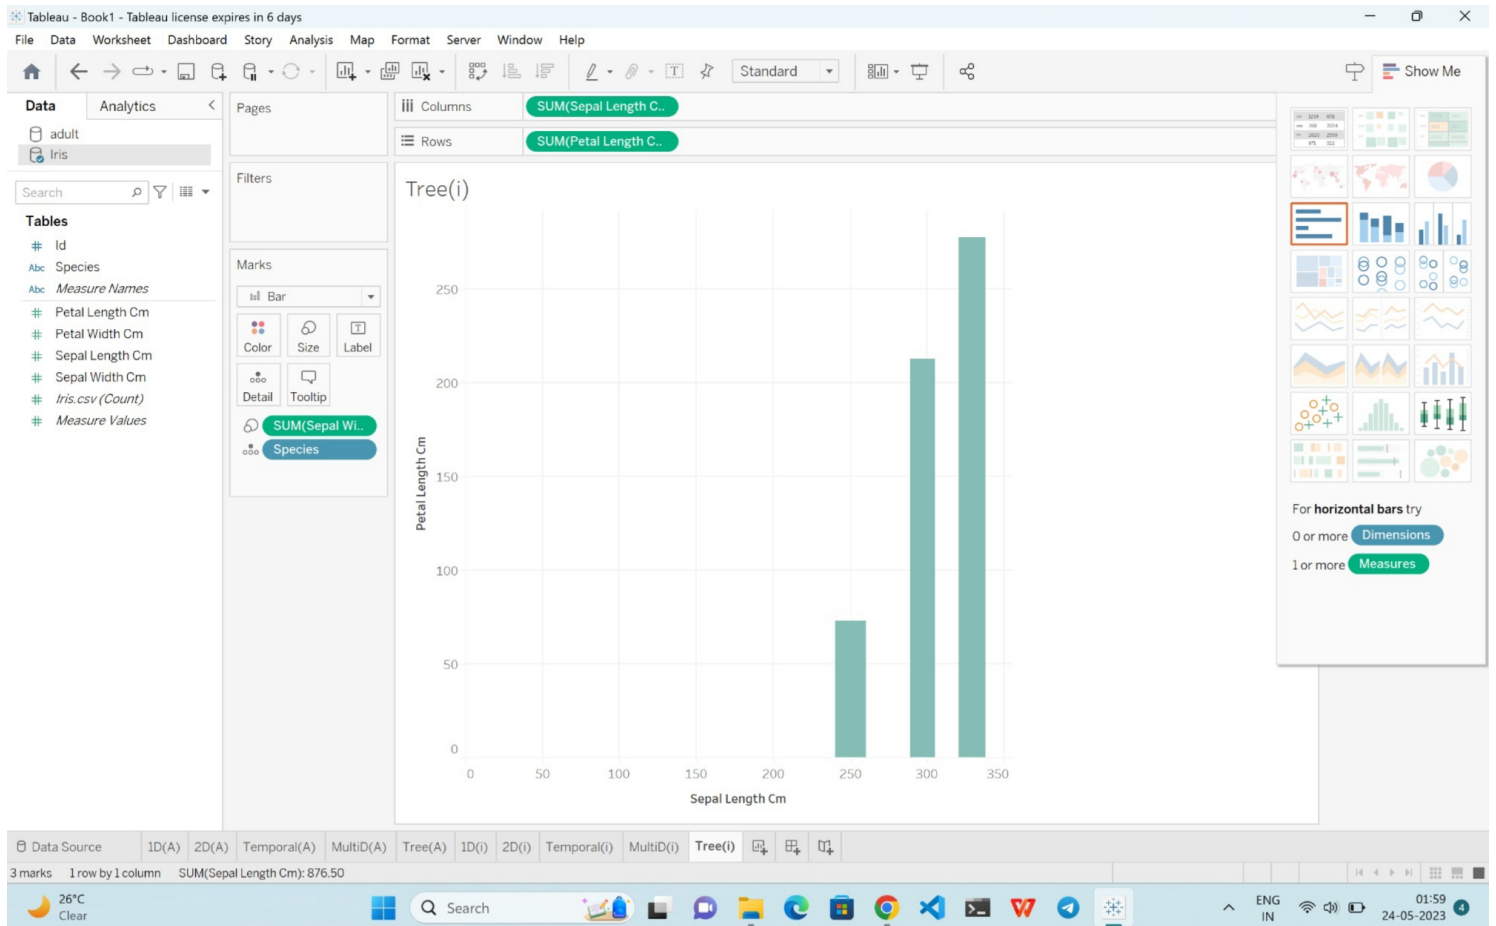 Tableau - Book1 - Tableau license expires in 6 days
File Data Worksheet Dashboard Story Analysis Map Format Server Window Help
Standard
Show Me
Data Analytics
adult
Iris
Search
Tables
Id
Abc Species
Abc Measure Names
Petal Length Cm
Petal Width Cm
Sepal Length Cm
Sepal Width Cm
Iris.csv (Count)
Measure Values
Pages
Filters
Marks
Bar
Color Size Label
Detail Tooltip
SUM(Sepal Wi..
Species
Columns SUM(Sepal Length C..
Rows SUM(Petal Length C..
Tree(i)
250
200
150
100
50
0
Petal Length Cm
0 50 100 150 200 250 300 350
Sepal Length Cm
For horizontal bars try
0 or more Dimensions
1 or more Measures
Data Source 1D(A) 2D(A) Temporal(A) MultiD(A) Tree(A) 1D(i) 2D(i) Temporal(i) MultiD(i) Tree(i)
3 marks 1 row by 1 column SUM(Sepal Length Cm): 876.50
26°C
Clear
Search
ENG
IN
01:59
24-05-2023
4